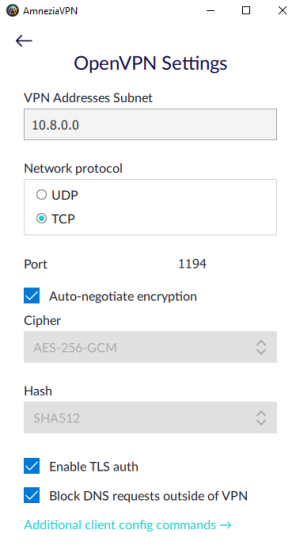 AmneziaVPN
OpenVPN Settings
VPN Addresses Subnet
10.8.0.0
Network protocol
UDP
TCP
Port 1194
Auto-negotiate encryption
Cipher
AES-256-GCM
Hash
SHA512
Enable TLS auth
Block DNS requests outside of VPN
Additional client config commands →